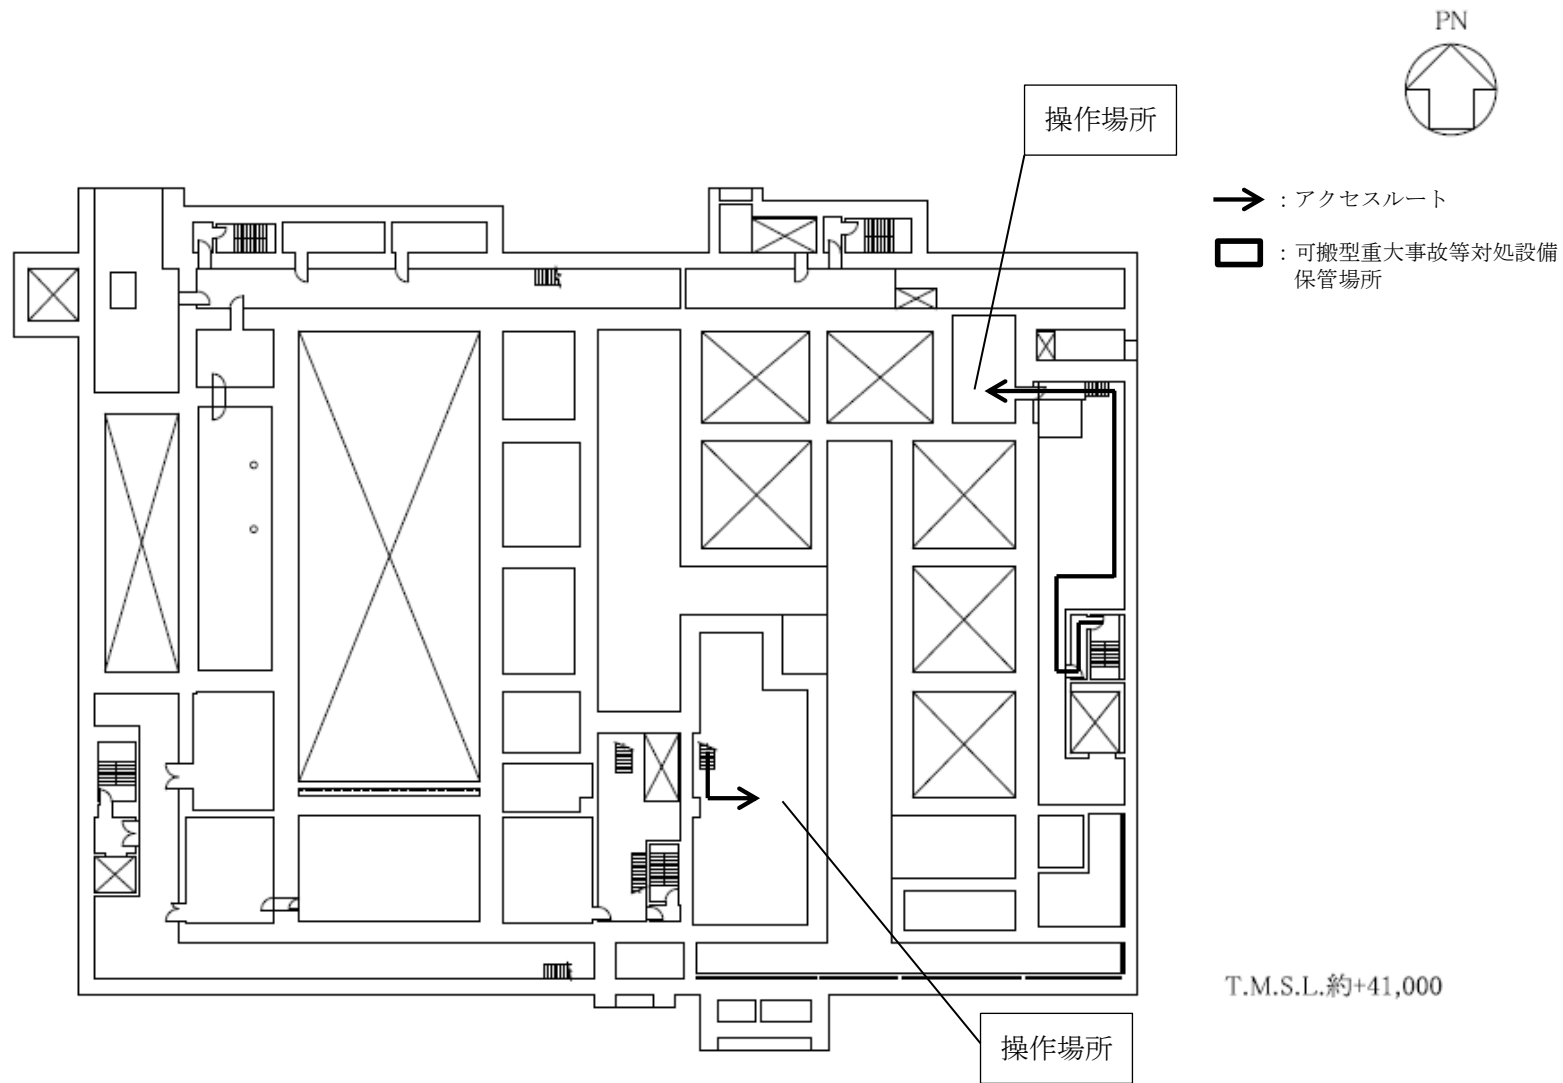 PN
操作場所
：アクセスルート
：可搬型重大事故等対処設備
保管場所
T.M.S.L.約+41,000
操作場所